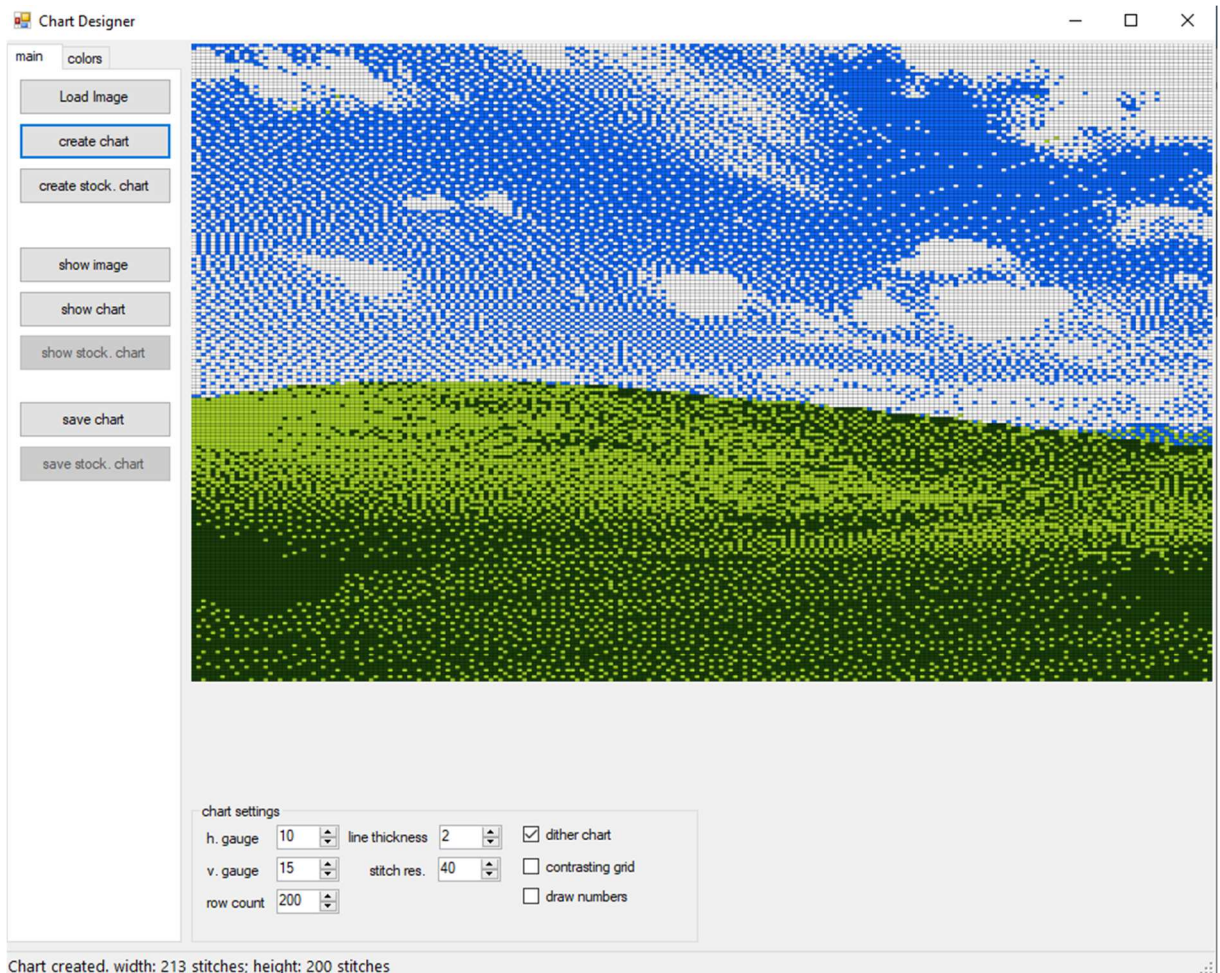 Chart Designer
main colors
Load Image
create chart
create stock. chart
show image
show chart
show stock. chart
save chart
save stock. chart
chart settings
h. gauge 10 line thickness 2 dither chart
v. gauge 15 stitch res. 40 contrasting grid
row count 200 draw numbers
Chart created. width: 213 stitches; height: 200 stitches